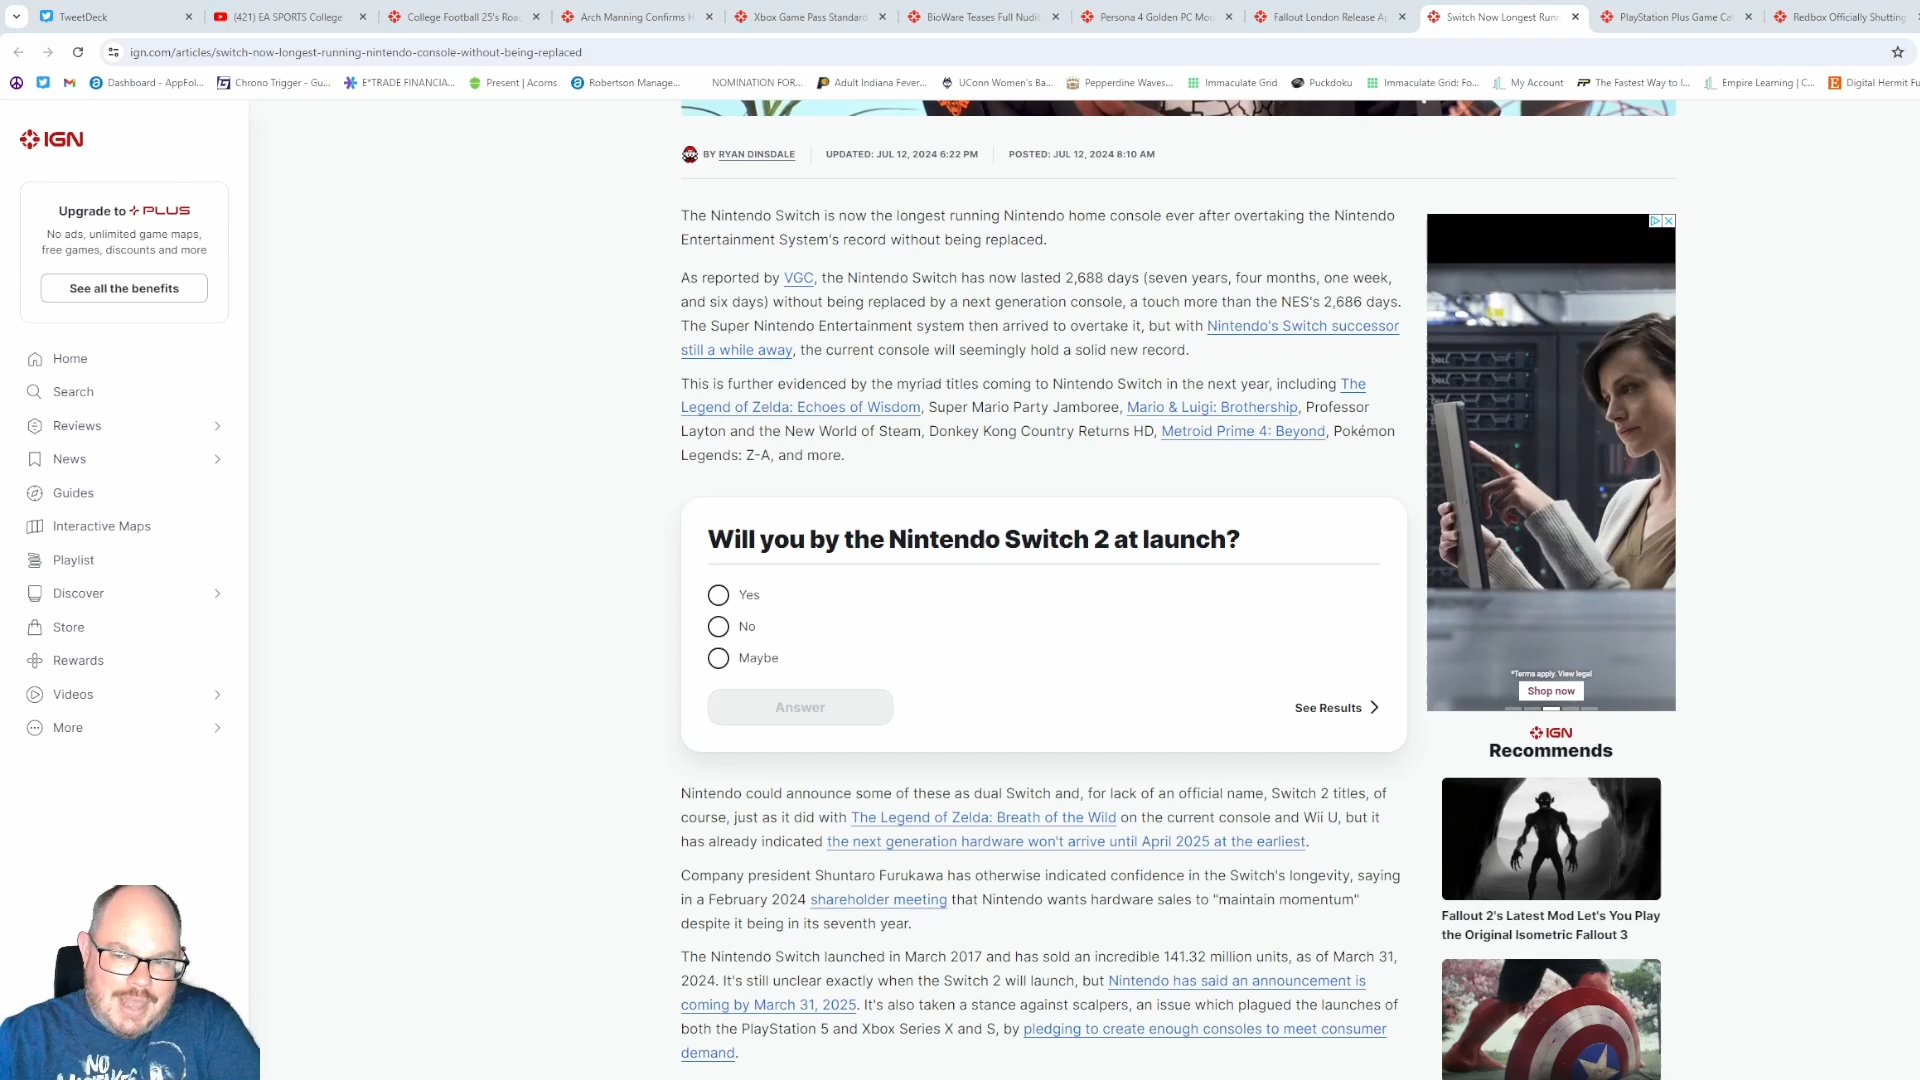 TweetDeck
(421) EA SPORTS College
College Football 25's Roa
Arch Manning Confirms H
Xbox Game Pass Standard
BioWare Teases Full Nudit
Persona 4 Golden PC Mod
Fallout London Release A
Switch Now Longest Runn
PlayStation Plus Game Cat
Redbox Officially Shutting
ign.com/articles/switch-now-longest-running-nintendo-console-without-being-replaced
Dashboard - AppFol...
Chrono Trigger - Gu...
E*TRADE FINANCIA...
Present | Acorns
Robertson Manage...
NOMINATION FOR...
Adult Indiana Fever...
UConn Women's Ba...
Pepperdine Waves...
Immaculate Grid
Puckdoku
Immaculate Grid: Fo...
My Account
The Fastest Way to l...
Empire Learning | C...
Digital Hermit Fu
IGN
Upgrade to PLUS
No ads, unlimited game maps,
free games, discounts and more
See all the benefits
Home
Search
Reviews
News
Guides
Interactive Maps
Playlist
Discover
Store
Rewards
Videos
More
BY RYAN DINSDALE
UPDATED: JUL 12, 2024 6:22 PM
POSTED: JUL 12, 2024 8:10 AM
The Nintendo Switch is now the longest running Nintendo home console ever after overtaking the Nintendo
Entertainment System's record without being replaced.
As reported by VGC, the Nintendo Switch has now lasted 2,688 days (seven years, four months, one week,
and six days) without being replaced by a next generation console, a touch more than the NES's 2,686 days.
The Super Nintendo Entertainment system then arrived to overtake it, but with Nintendo's Switch successor
still a while away, the current console will seemingly hold a solid new record.
This is further evidenced by the myriad titles coming to Nintendo Switch in the next year, including The
Legend of Zelda: Echoes of Wisdom, Super Mario Party Jamboree, Mario & Luigi: Brothership, Professor
Layton and the New World of Steam, Donkey Kong Country Returns HD, Metroid Prime 4: Beyond, Pokémon
Legends: Z-A, and more.
Will you by the Nintendo Switch 2 at launch?
Yes
No
Maybe
Answer
See Results
Nintendo could announce some of these as dual Switch and, for lack of an official name, Switch 2 titles, of
course, just as it did with The Legend of Zelda: Breath of the Wild on the current console and Wii U, but it
has already indicated the next generation hardware won't arrive until April 2025 at the earliest.
Company president Shuntaro Furukawa has otherwise indicated confidence in the Switch's longevity, saying
in a February 2024 shareholder meeting that Nintendo wants hardware sales to "maintain momentum"
despite it being in its seventh year.
The Nintendo Switch launched in March 2017 and has sold an incredible 141.32 million units, as of March 31,
2024. It's still unclear exactly when the Switch 2 will launch, but Nintendo has said an announcement is
coming by March 31, 2025. It's also taken a stance against scalpers, an issue which plagued the launches of
both the PlayStation 5 and Xbox Series X and S, by pledging to create enough consoles to meet consumer
demand.
*Terms apply. View legal
Shop now
IGN
Recommends
Fallout 2's Latest Mod Let's You Play
the Original Isometric Fallout 3
NO